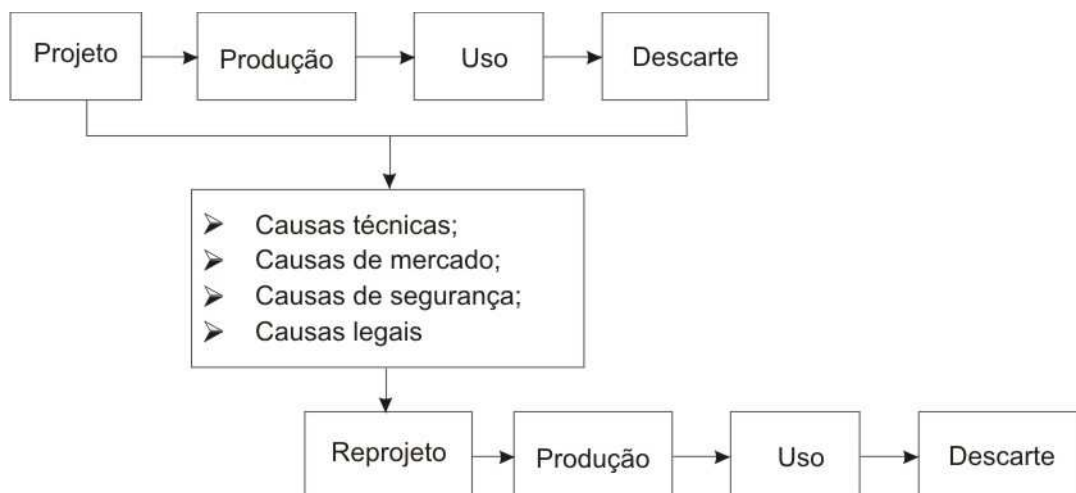 Projeto
Produção
Uso
Descarte
Causas técnicas;
Causas de mercado;
Causas de segurança;
Causas legais
Reprojeto
Produção
Uso
Descarte